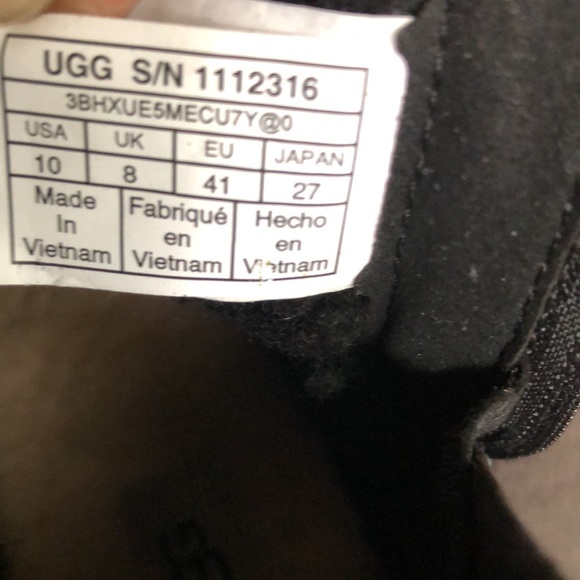 UGG S/N 1112316
3BHXUE5MECU7Y@0
USA UK EU JAPAN
10 8 41 27
Made In Vietnam
Fabriqué en Vietnam
Hecho en Vietnam